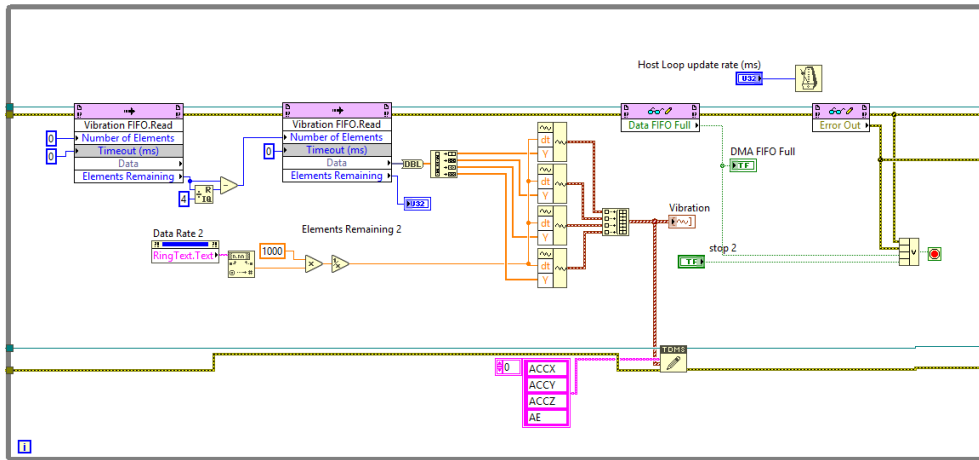 Host Loop update rate (ms)
U32
Vibration FIFO.Read
Number of Elements
Timeout (ms)
Data
Elements Remaining
0
0
4
R
IQ
Vibration FIFO.Read
Number of Elements
Timeout (ms)
Data
Elements Remaining
0
DBL
U32
Elements Remaining 2
Data Rate 2
RingText.Text
1000
x
1/x
dt
Y
dt
Y
dt
Y
dt
Y
Data FIFO Full
Error Out
DMA FIFO Full
TF
Vibration
stop 2
TF
V
TDMS
0
ACCX
ACCY
ACCZ
AE
i